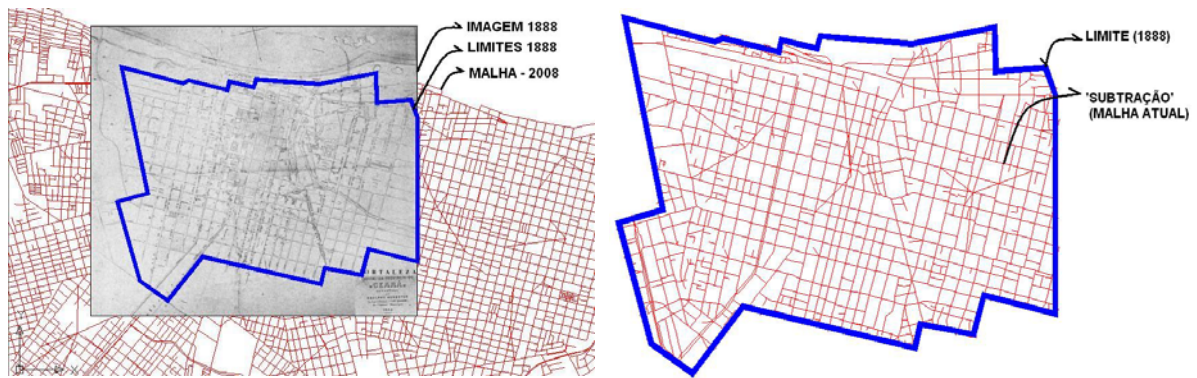 IMAGEM 1888
LIMITES 1888
MALHA - 2008
FORTALEZA
CEARÁ
LIMITE (1888)
'SUBTRAÇÃO'
(MALHA ATUAL)